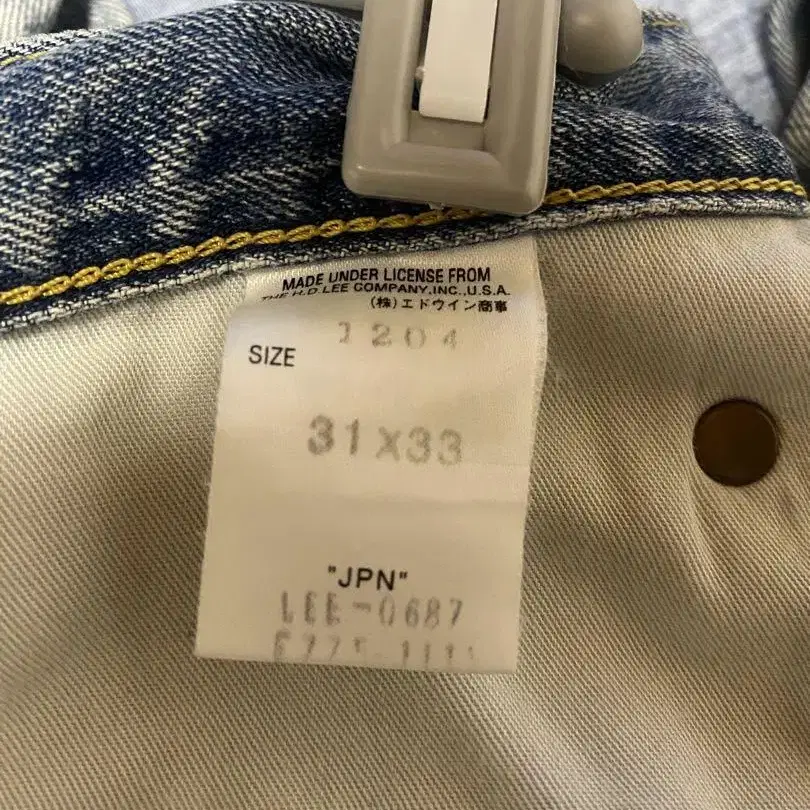 MADE UNDER LICENSE FROM
THE H.D LEE COMPANY,INC.,U.S.A.
(株)エドウイン商事
1204
SIZE
31X33
"JPN"
LEE-0687